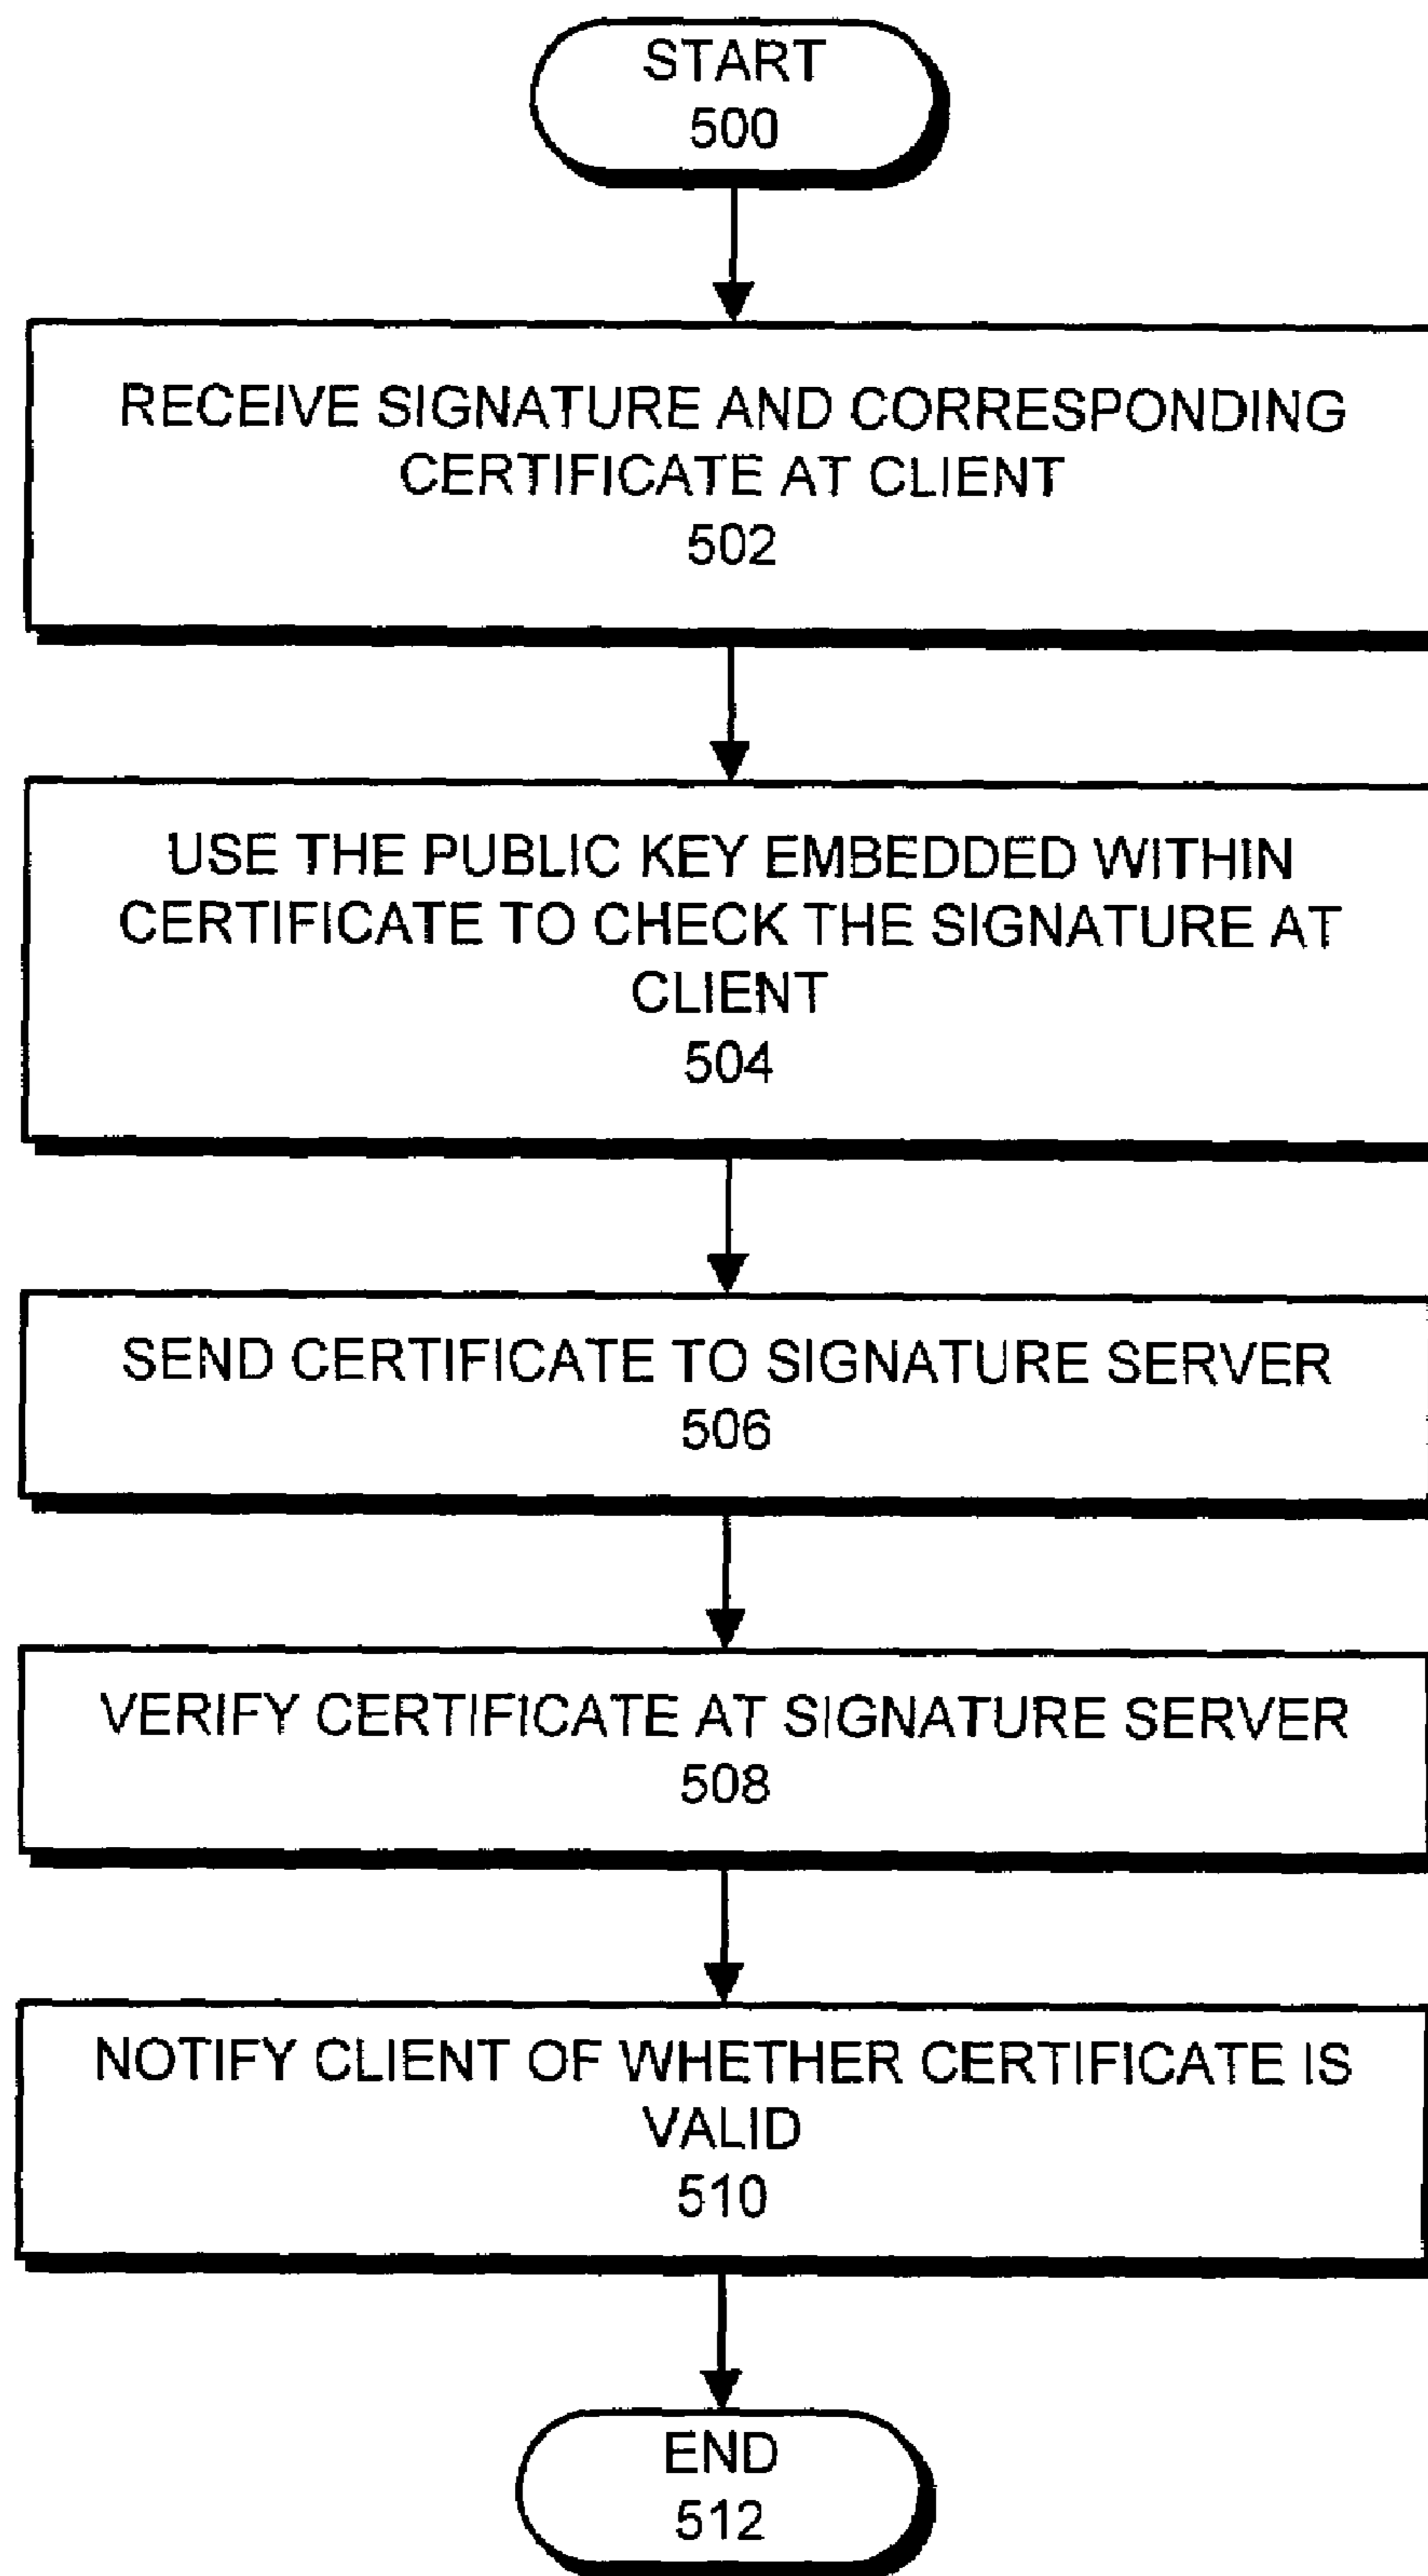 START
500
RECEIVE SIGNATURE AND CORRESPONDING
CERTIFICATE AT CLIENT
502
USE THE PUBLIC KEY EMBEDDED WITHIN
CERTIFICATE TO CHECK THE SIGNATURE AT
CLIENT
504
SEND CERTIFICATE TO SIGNATURE SERVER
506
VERIFY CERTIFICATE AT SIGNATURE SERVER
508
NOTIFY CLIENT OF WHETHER CERTIFICATE IS
VALID
510
END
512